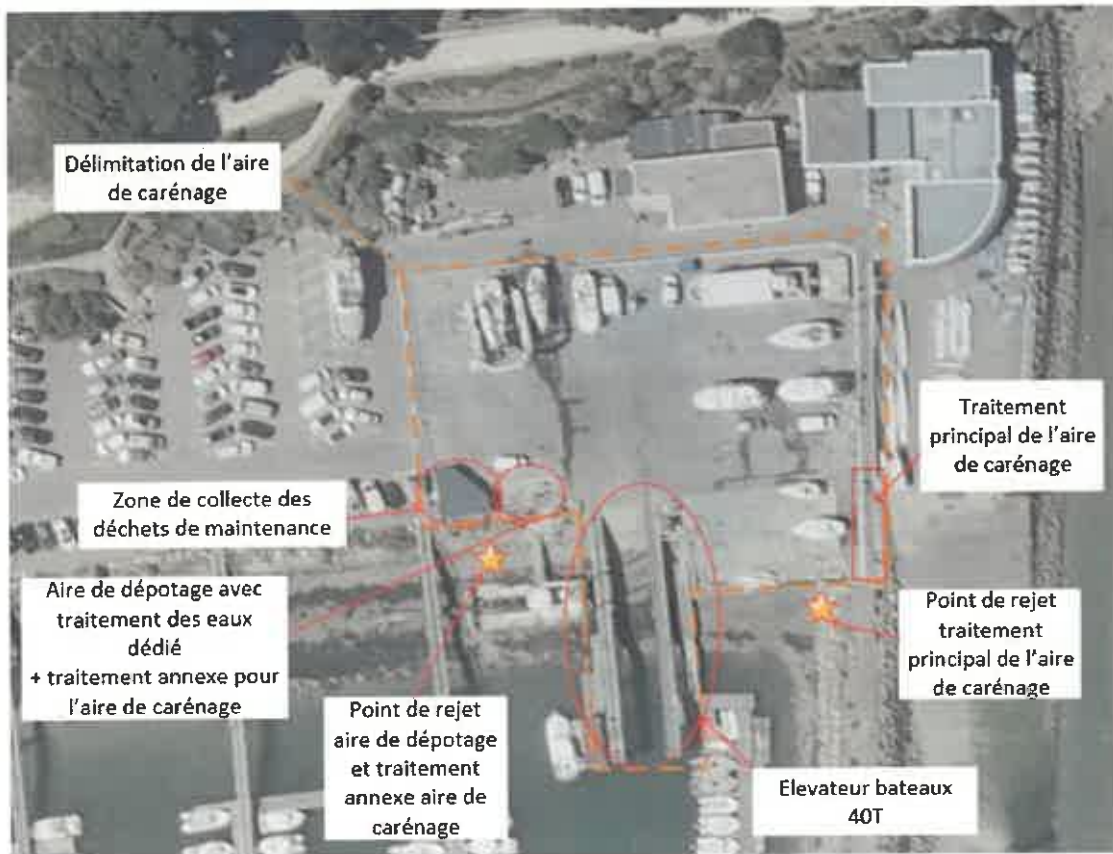 Délimitation de l'aire
de carénage
Traitement
principal de l'aire
de carénage
Zone de collecte des
déchets de maintenance
Aire de dépotage avec
traitement des eaux
dédié
+ traitement annexe pour
l'aire de carénage
Point de rejet
aire de dépotage
et traitement
annexe aire de
carénage
Point de rejet
traitement
principal de l'aire
de carénage
Elevateur bateaux
40T